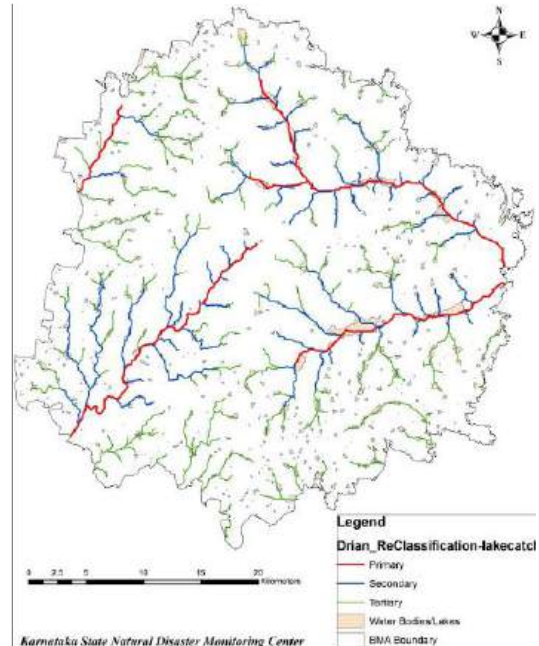 N
W E
S
Legend
Drian_ReClassification-lakecatch
Primary
Secondary
Tertiary
Water Bodies/Lakes
BMA Boundary
0 2.5 5 10 15 20
Kilometers
Karnataka State Natural Disaster Monitoring Center